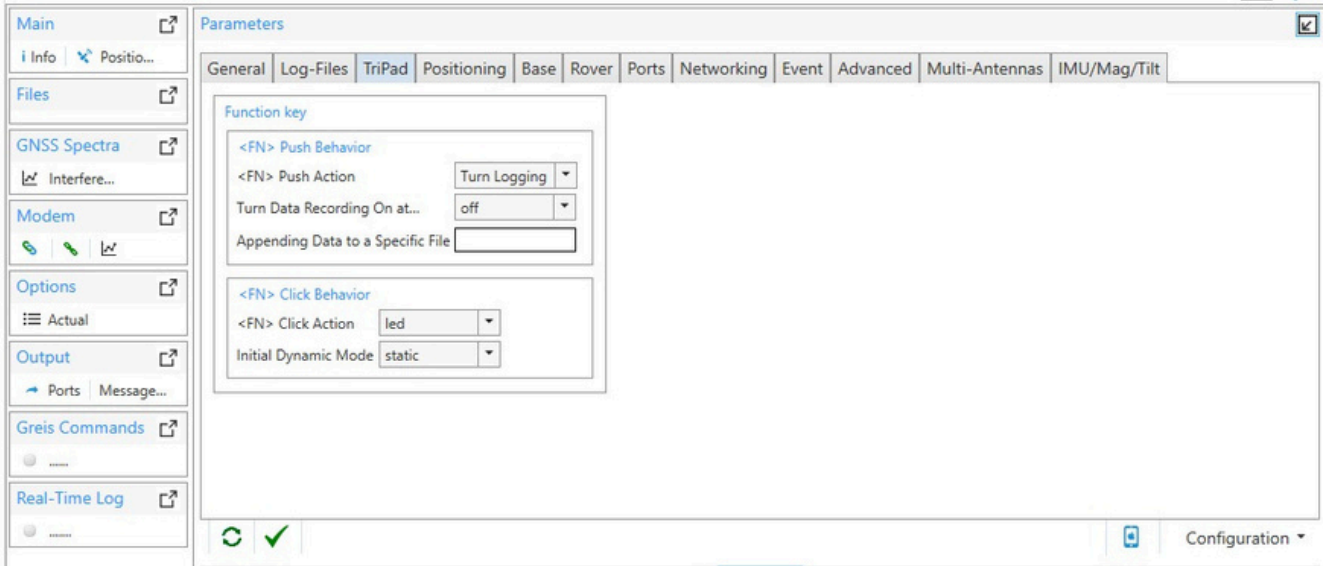 Main
i Info
Positio...
Files
GNSS Spectra
Interfere...
Modem
Options
Actual
Output
Ports
Message...
Greis Commands
......
Real-Time Log
.......
Parameters
General Log-Files TriPad Positioning Base Rover Ports Networking Event Advanced Multi-Antennas IMU/Mag/Tilt
Function key
<FN> Push Behavior
<FN> Push Action Turn Logging
Turn Data Recording On at... off
Appending Data to a Specific File
<FN> Click Behavior
<FN> Click Action led
Initial Dynamic Mode static
Configuration